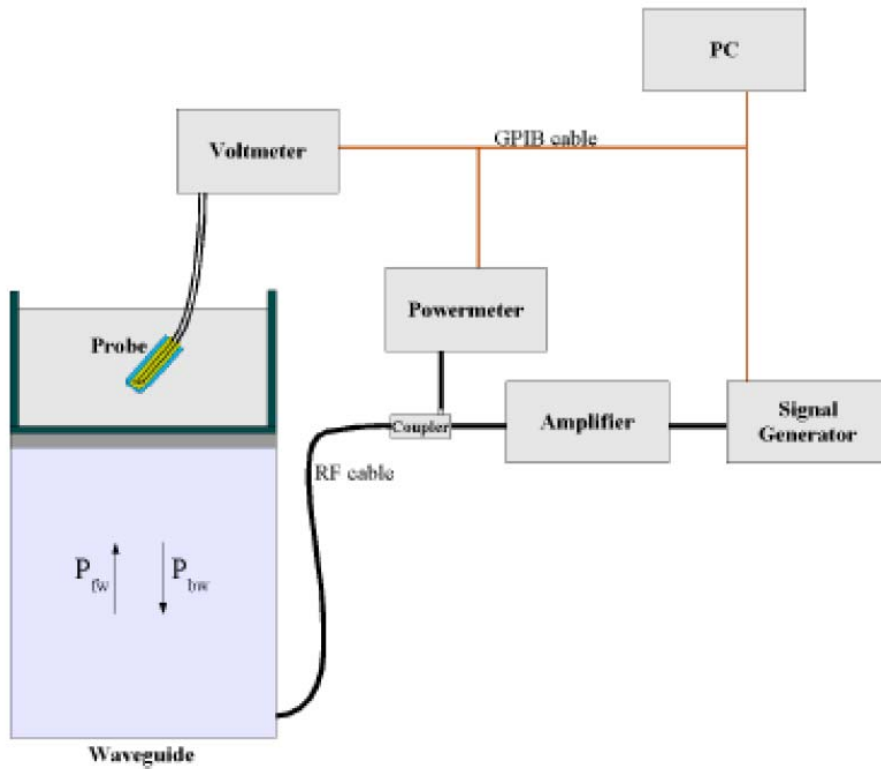 PC
Voltmeter
GPIB cable
Powermeter
Probe
Coupler
Amplifier
Signal
Generator
RF cable
P fw
P bw
Waveguide